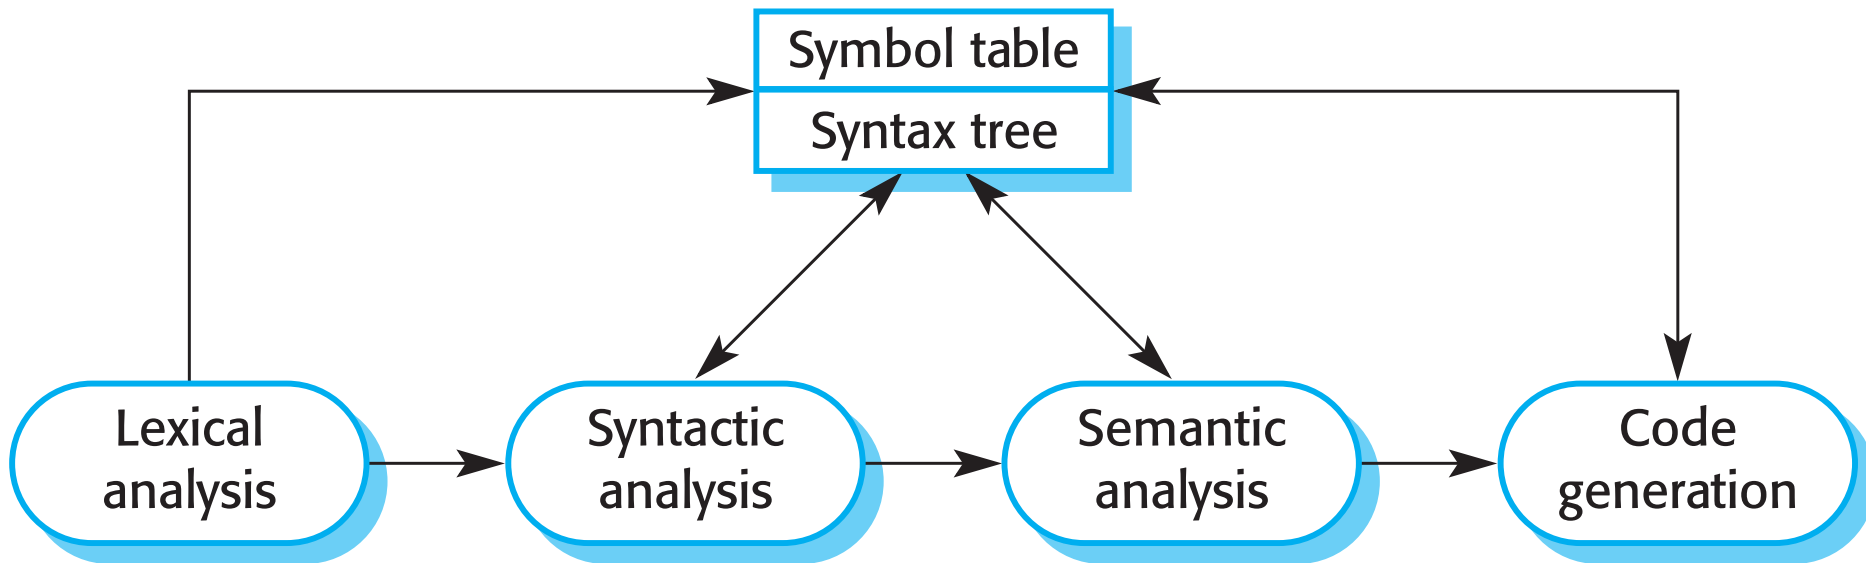 Symbol table
Syntax tree
Lexical
analysis
Syntactic
analysis
Semantic
analysis
Code
generation